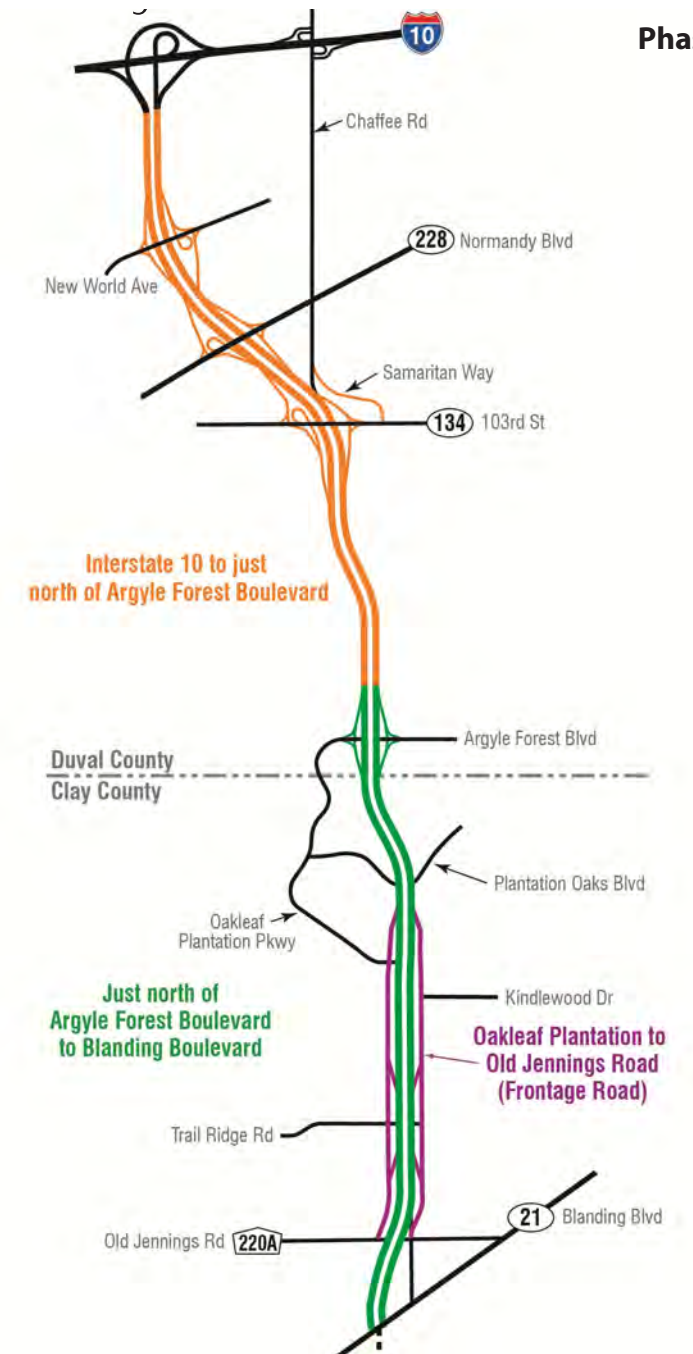 Pha
10
Chaffee Rd
228 Normandy Blvd
New World Ave
Samaritan Way
134 103rd St
Interstate 10 to just
north of Argyle Forest Boulevard
Argyle Forest Blvd
Duval County
Clay County
Plantation Oaks Blvd
Oakleaf
Plantation Pkwy
Just north of
Argyle Forest Boulevard
to Blanding Boulevard
Kindlewood Dr
Oakleaf Plantation to
Old Jennings Road
(Frontage Road)
Trail Ridge Rd
21 Blanding Blvd
Old Jennings Rd 220A